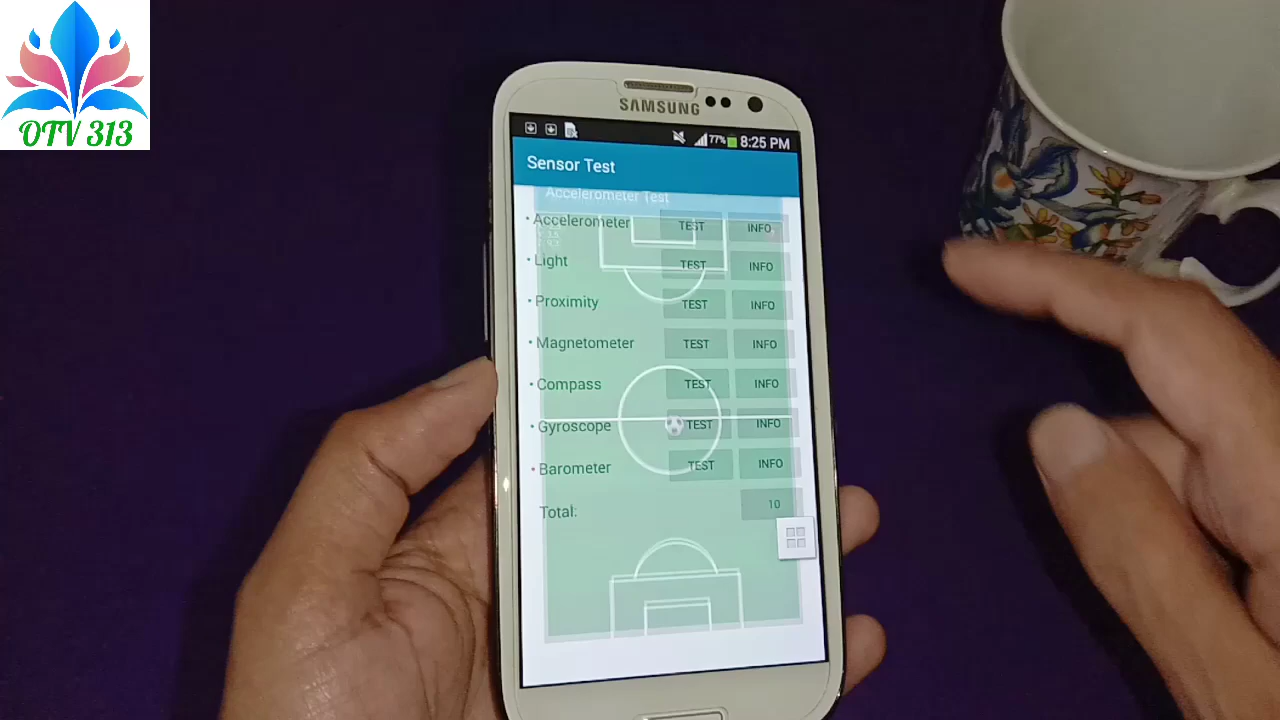 OTV 313
SAMSUNG
77% 8:25 PM
Sensor Test
Accelerometer Test
• Accelerometer TEST INFO
• Light TEST INFO
• Proximity TEST INFO
• Magnetometer TEST INFO
• Compass TEST INFO
• Gyroscope TEST INFO
• Barometer TEST INFO
Total: 10